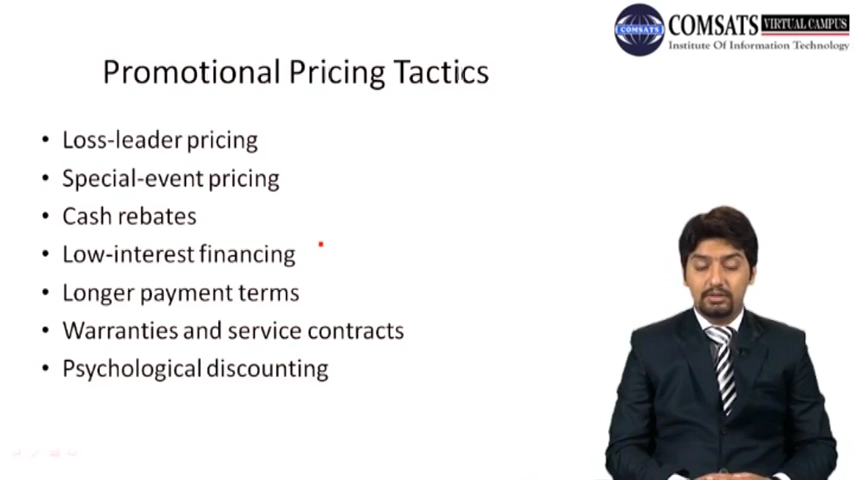 COMSATS VIRTUAL CAMPUS
COMSATS
Institute Of Information Technology
Promotional Pricing Tactics
• Loss-leader pricing
• Special-event pricing
• Cash rebates
• Low-interest financing
• Longer payment terms
• Warranties and service contracts
• Psychological discounting